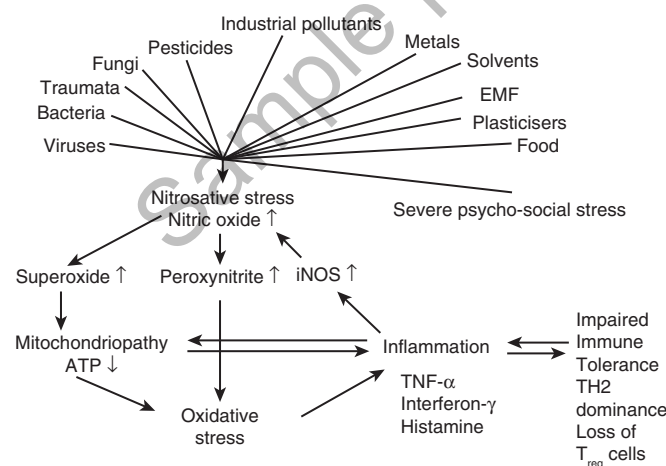 Industrial pollutants
Pesticides
Metals
Fungi
Solvents
Traumata
EMF
Bacteria
Plasticisers
Viruses
Food
Severe psycho-social stress
Nitrosative stress
Nitric oxide ↑
Superoxide ↑
Peroxynitrite ↑
iNOS ↑
Mitochondriopathy
ATP ↓
Inflammation
TNF-α
Interferon-γ
Histamine
Impaired
Immune
Tolerance
TH2
dominance
Loss of
Treg cells
Oxidative
stress
Sample